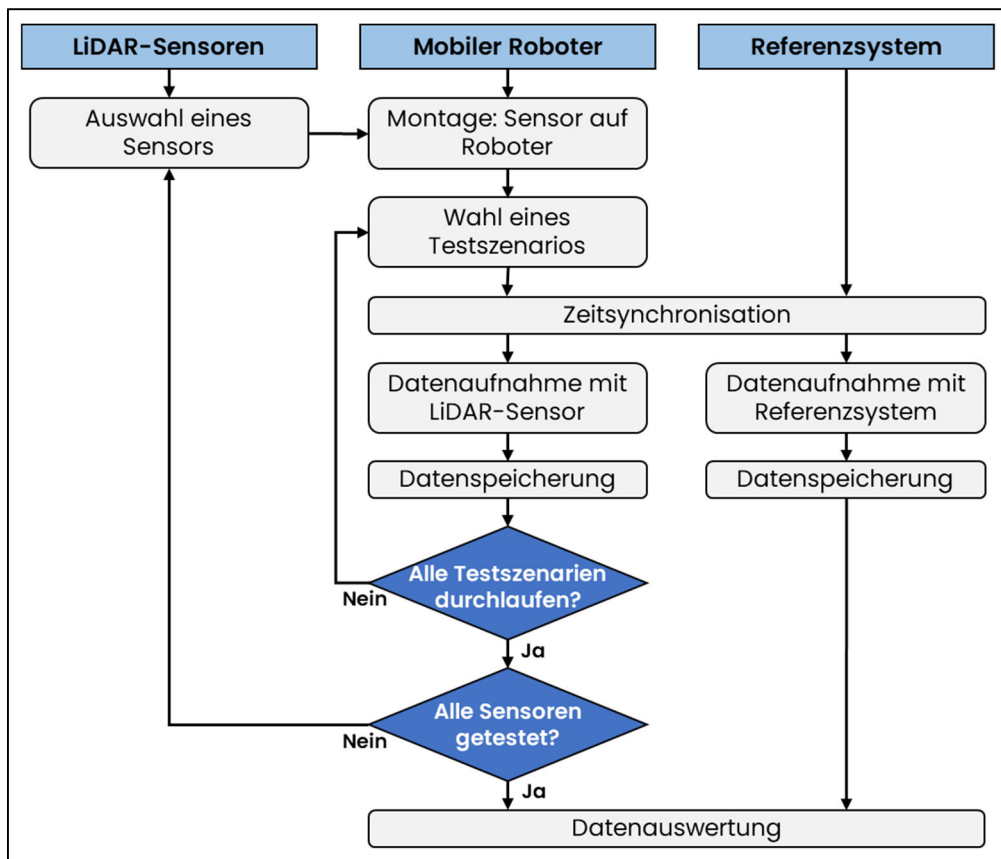 LiDAR-Sensoren
Mobiler Roboter
Referenzsystem
Auswahl eines
Sensors
Montage: Sensor auf
Roboter
Wahl eines
Testszenarios
Zeitsynchronisation
Datenaufnahme mit
LiDAR-Sensor
Datenaufnahme mit
Referenzsystem
Datenspeicherung
Datenspeicherung
Alle Testszenarien
durchlaufen?
Nein
Ja
Alle Sensoren
getestet?
Nein
Ja
Datenauswertung